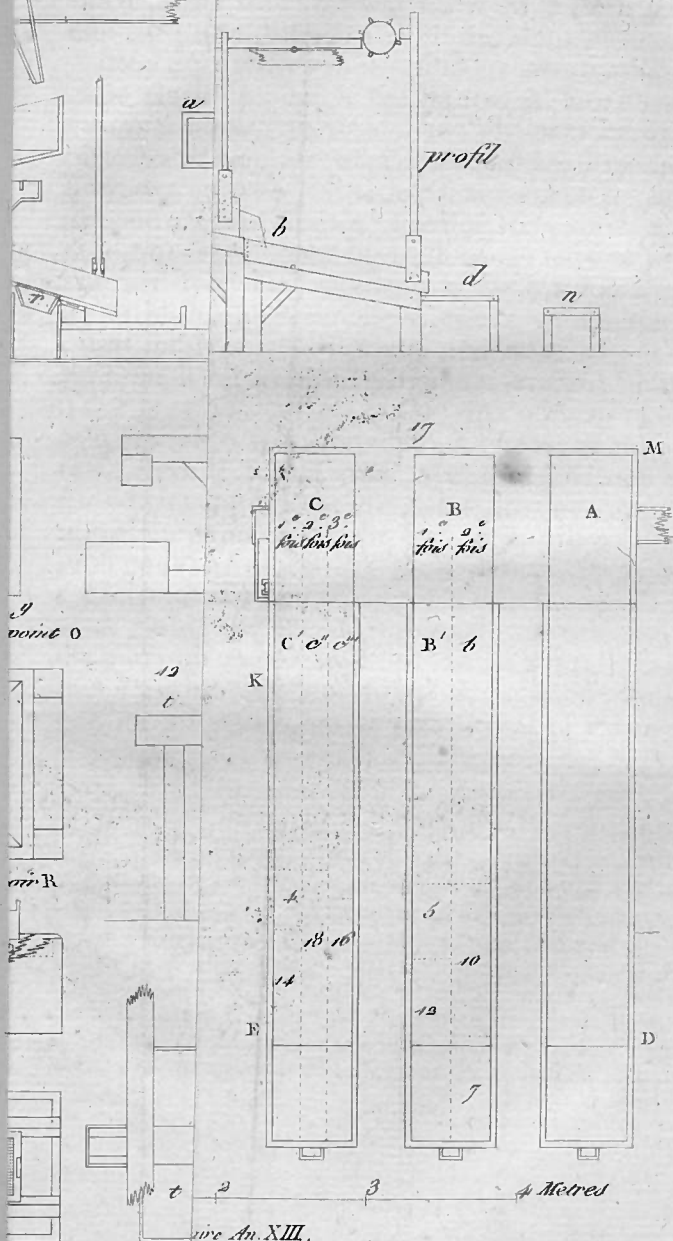 a
profil
b
d
n
r
17
M
C
B
A
1.e 2.e 3.e
fois fois fois
1.e 2.e
fois fois
y
point O
C' c'' c'''
B' b
K
12
t
4
R
5
18 16
10
14
12
E
D
7
t
2
3
4 Metres
An. XIII.